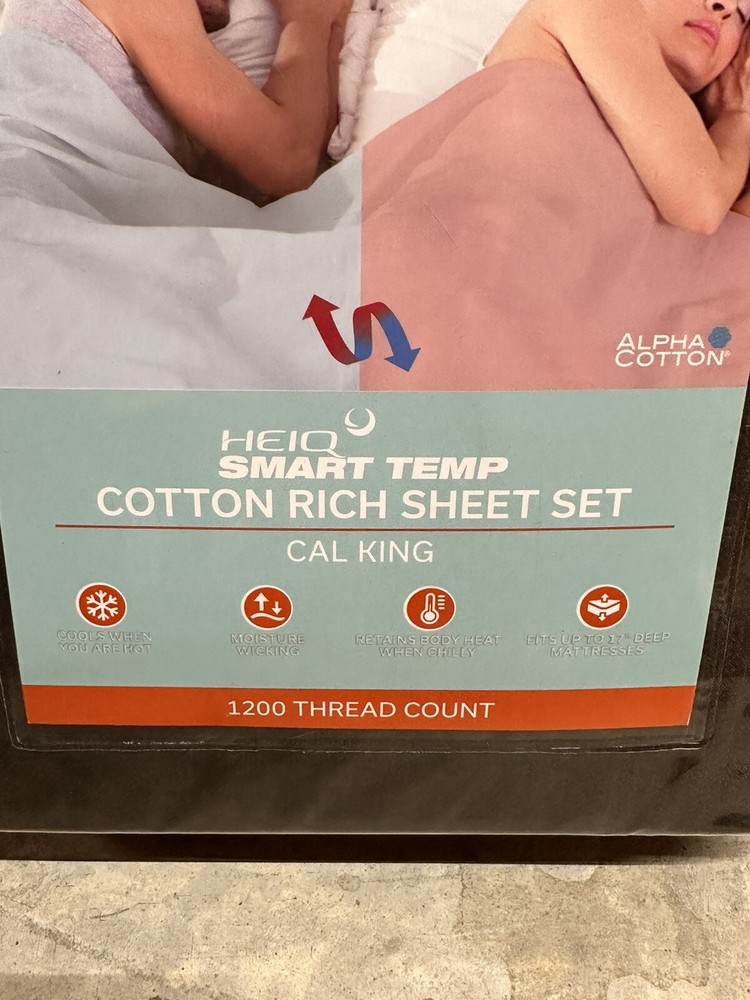 ALPHA
COTTON®
HEIQ
SMART TEMP
COTTON RICH SHEET SET
CAL KING
COOLS WHEN
YOU ARE HOT
MOISTURE
WICKING
RETAINS BODY HEAT
WHEN CHILLY
FITS UP TO 17" DEEP
MATTRESSES
1200 THREAD COUNT